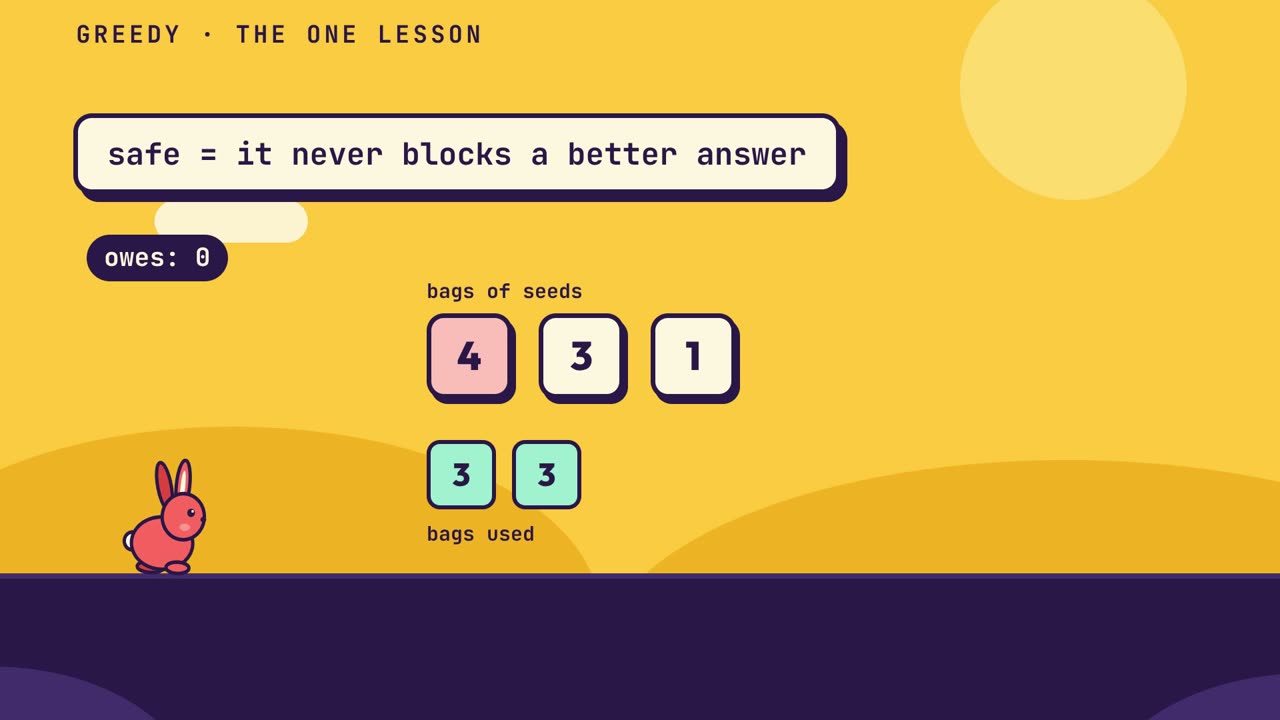 GREEDY · THE ONE LESSON
safe = it never blocks a better answer
owes: 0
bags of seeds
4 3 1
3 3
bags used